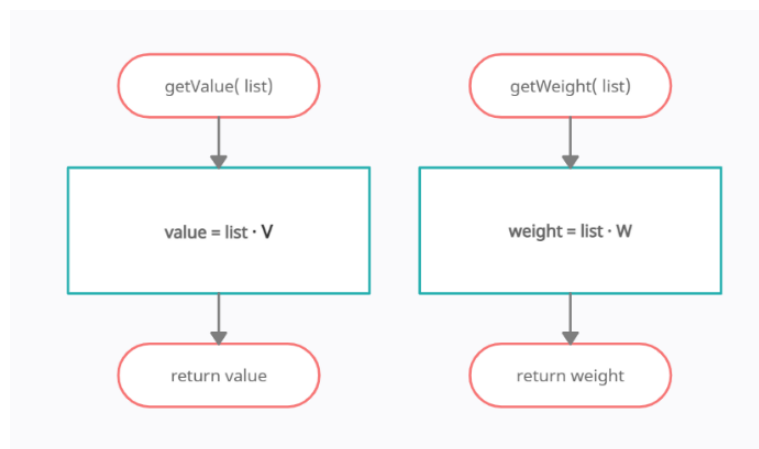 getValue( list)
getWeight( list)
value = list · V
weight = list · W
return value
return weight